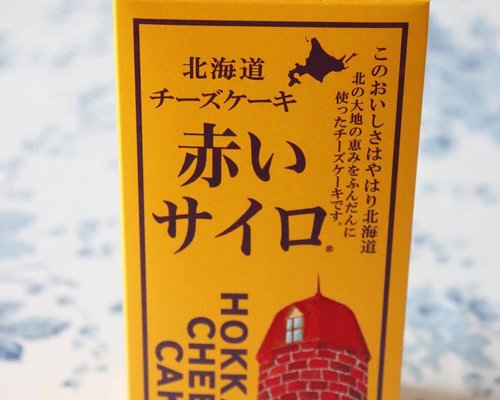 北海道
チーズケーキ
赤い
サイロ®
このおいしさはやはり北海道
北の大地の恵みをふんだんに
使ったチーズケーキです。
HOKK
CHEE
CAK